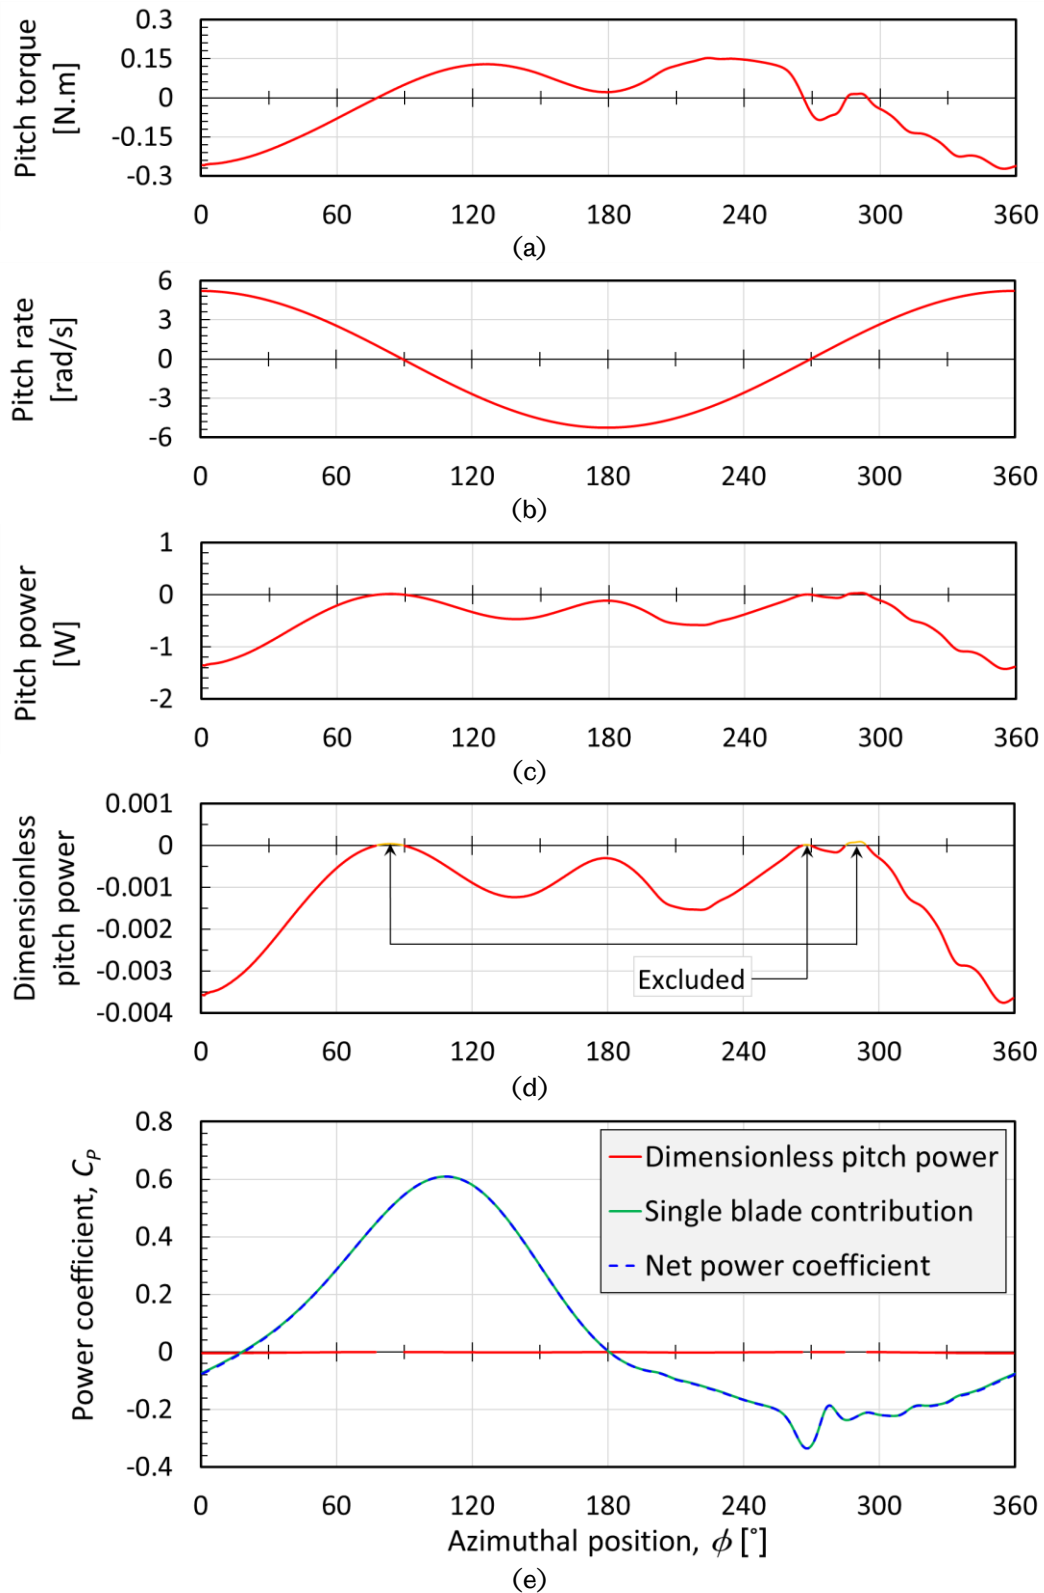 Pitch torque
[N.m]
0.3
0.15
0
-0.15
-0.3
0 60 120 180 240 300 360
(a)
Pitch rate
[rad/s]
6
3
0
-3
-6
0 60 120 180 240 300 360
(b)
Pitch power
[W]
1
0
-1
-2
0 60 120 180 240 300 360
(c)
Dimensionless
pitch power
0.001
0
-0.001
-0.002
-0.003
-0.004
Excluded
0 60 120 180 240 300 360
(d)
Power coefficient, C_P
0.8
0.6
0.4
0.2
0
-0.2
-0.4
Dimensionless pitch power
Single blade contribution
Net power coefficient
0 60 120 180 240 300 360
Azimuthal position, ϕ [°]
(e)